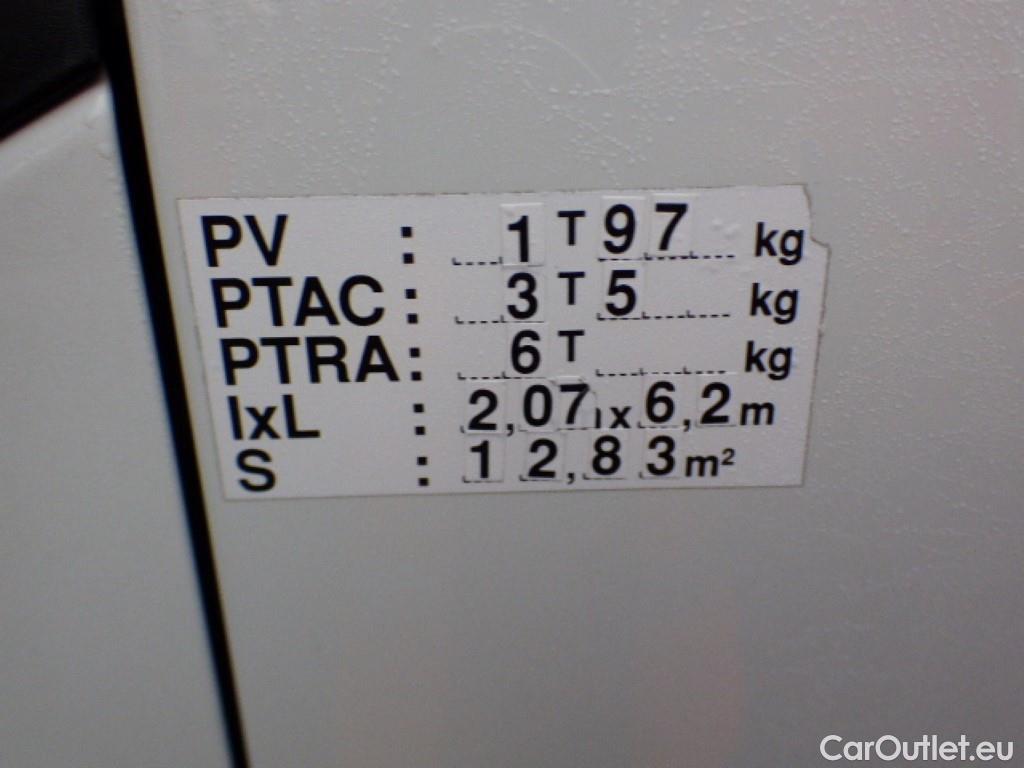 PV : 1 T 97 kg
PTAC : 3 T 5 kg
PTRA : 6 T kg
lxL : 2,07 x 6,2 m
S : 12,83 m²
CarOutlet.eu